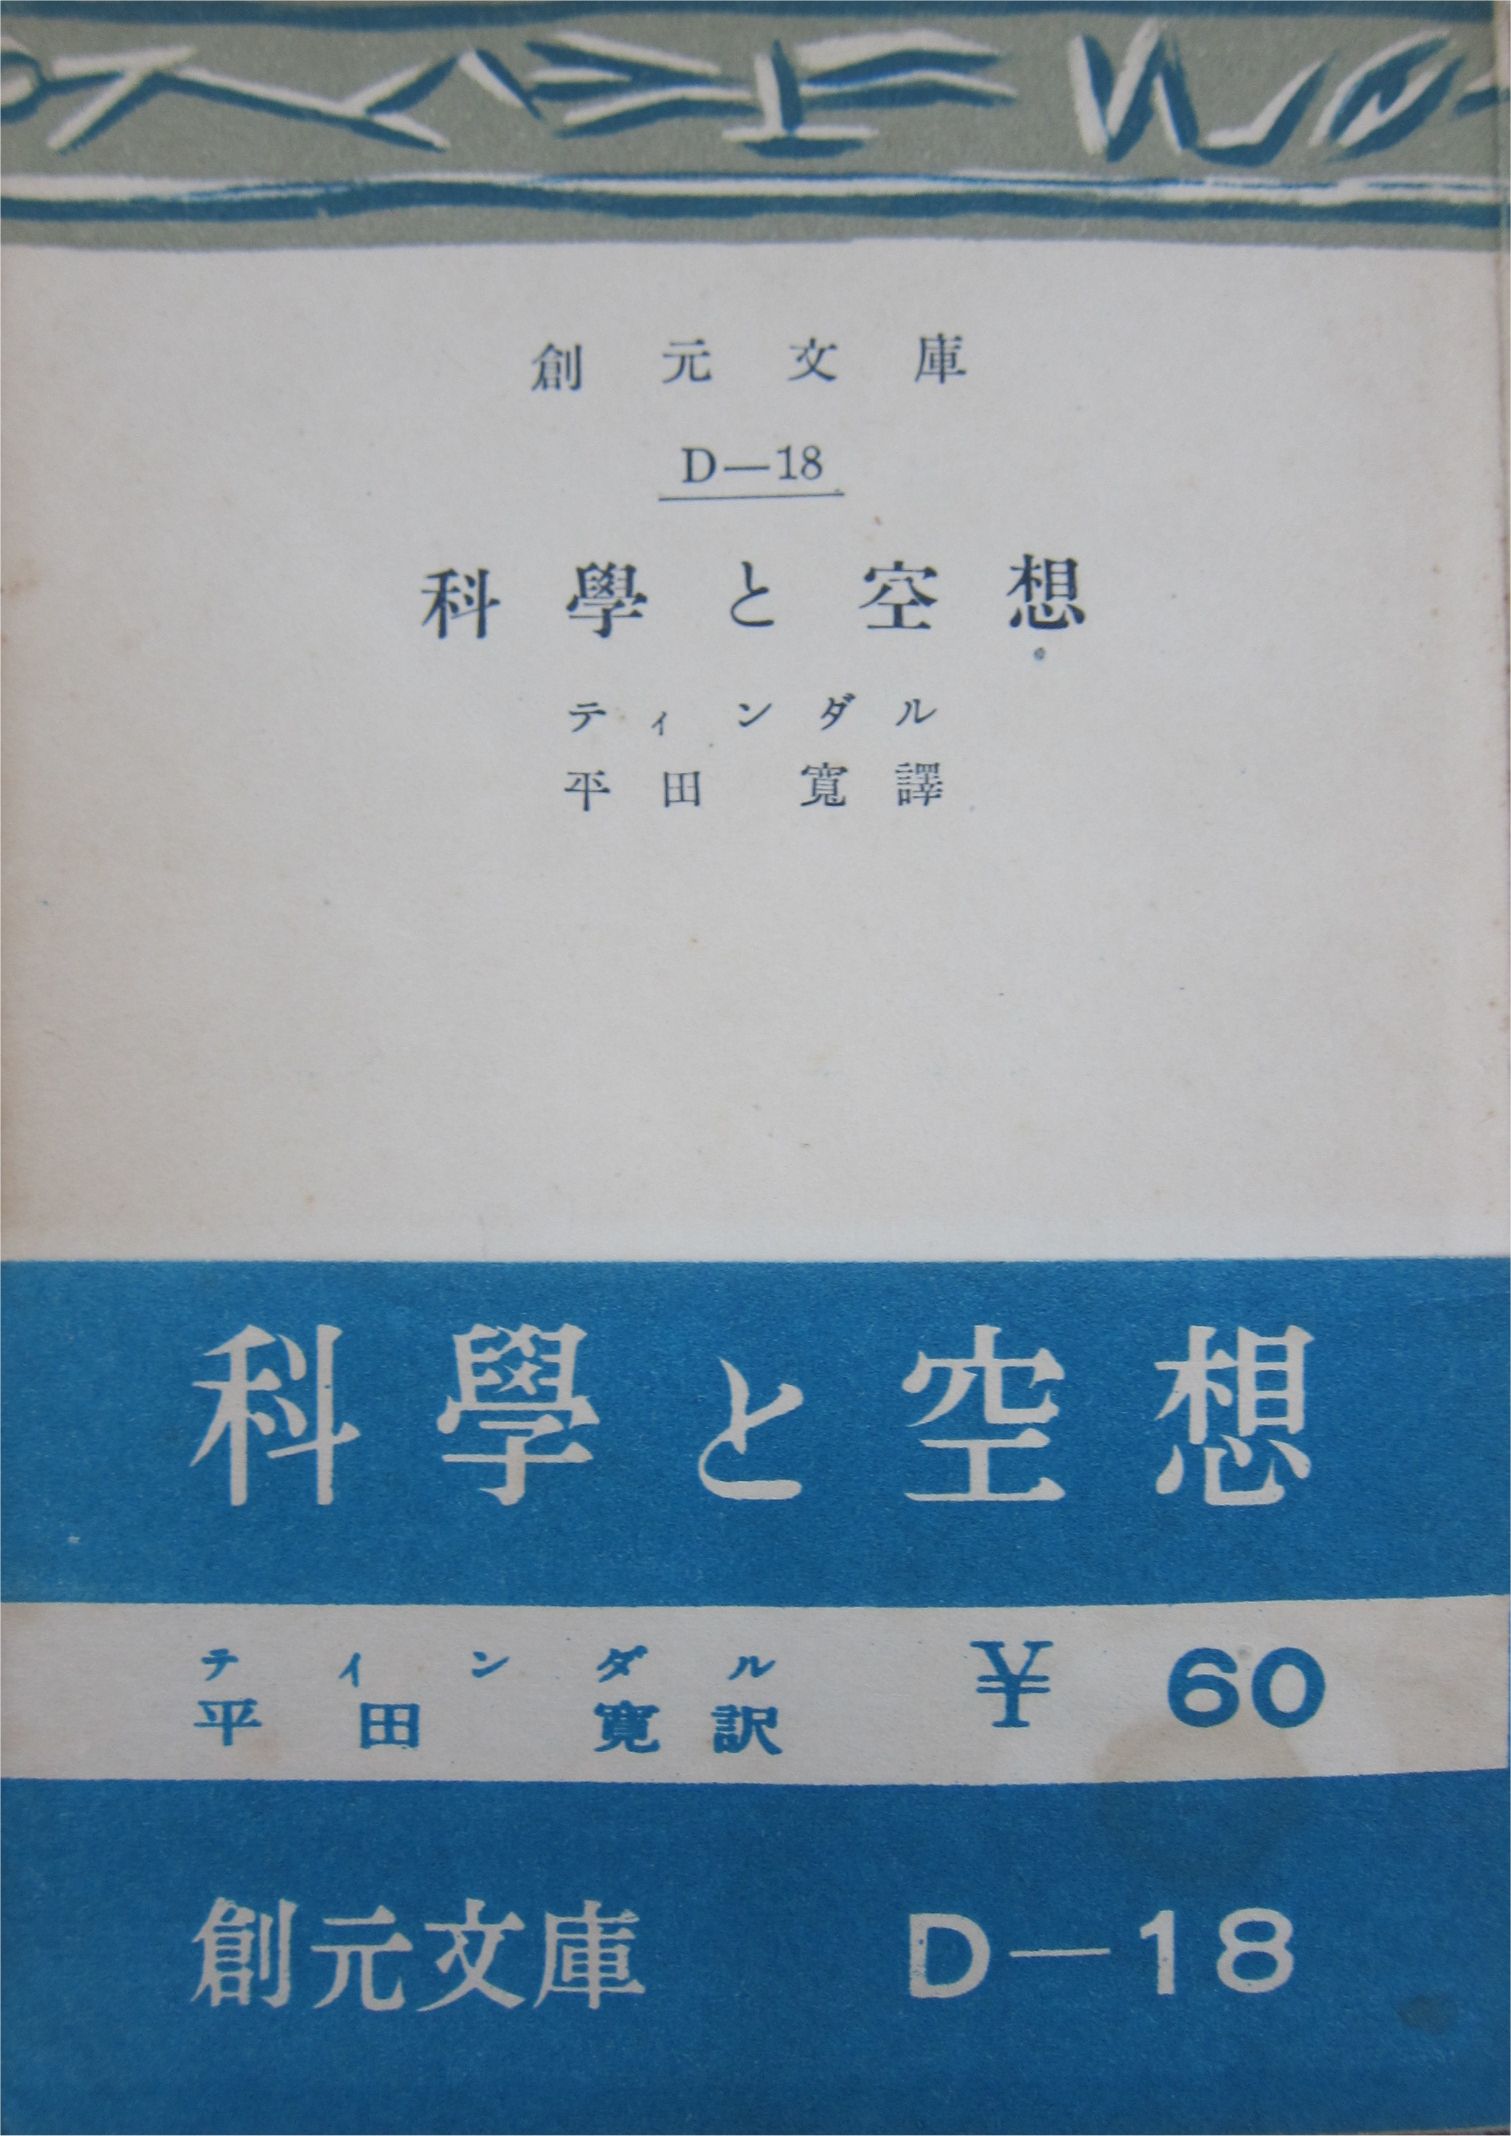 創元文庫
D—18
科學と空想
ティンダル
平田 寛譯
科學と空想
ティンダル
平田 寛訳
¥ 60
創元文庫 D—18